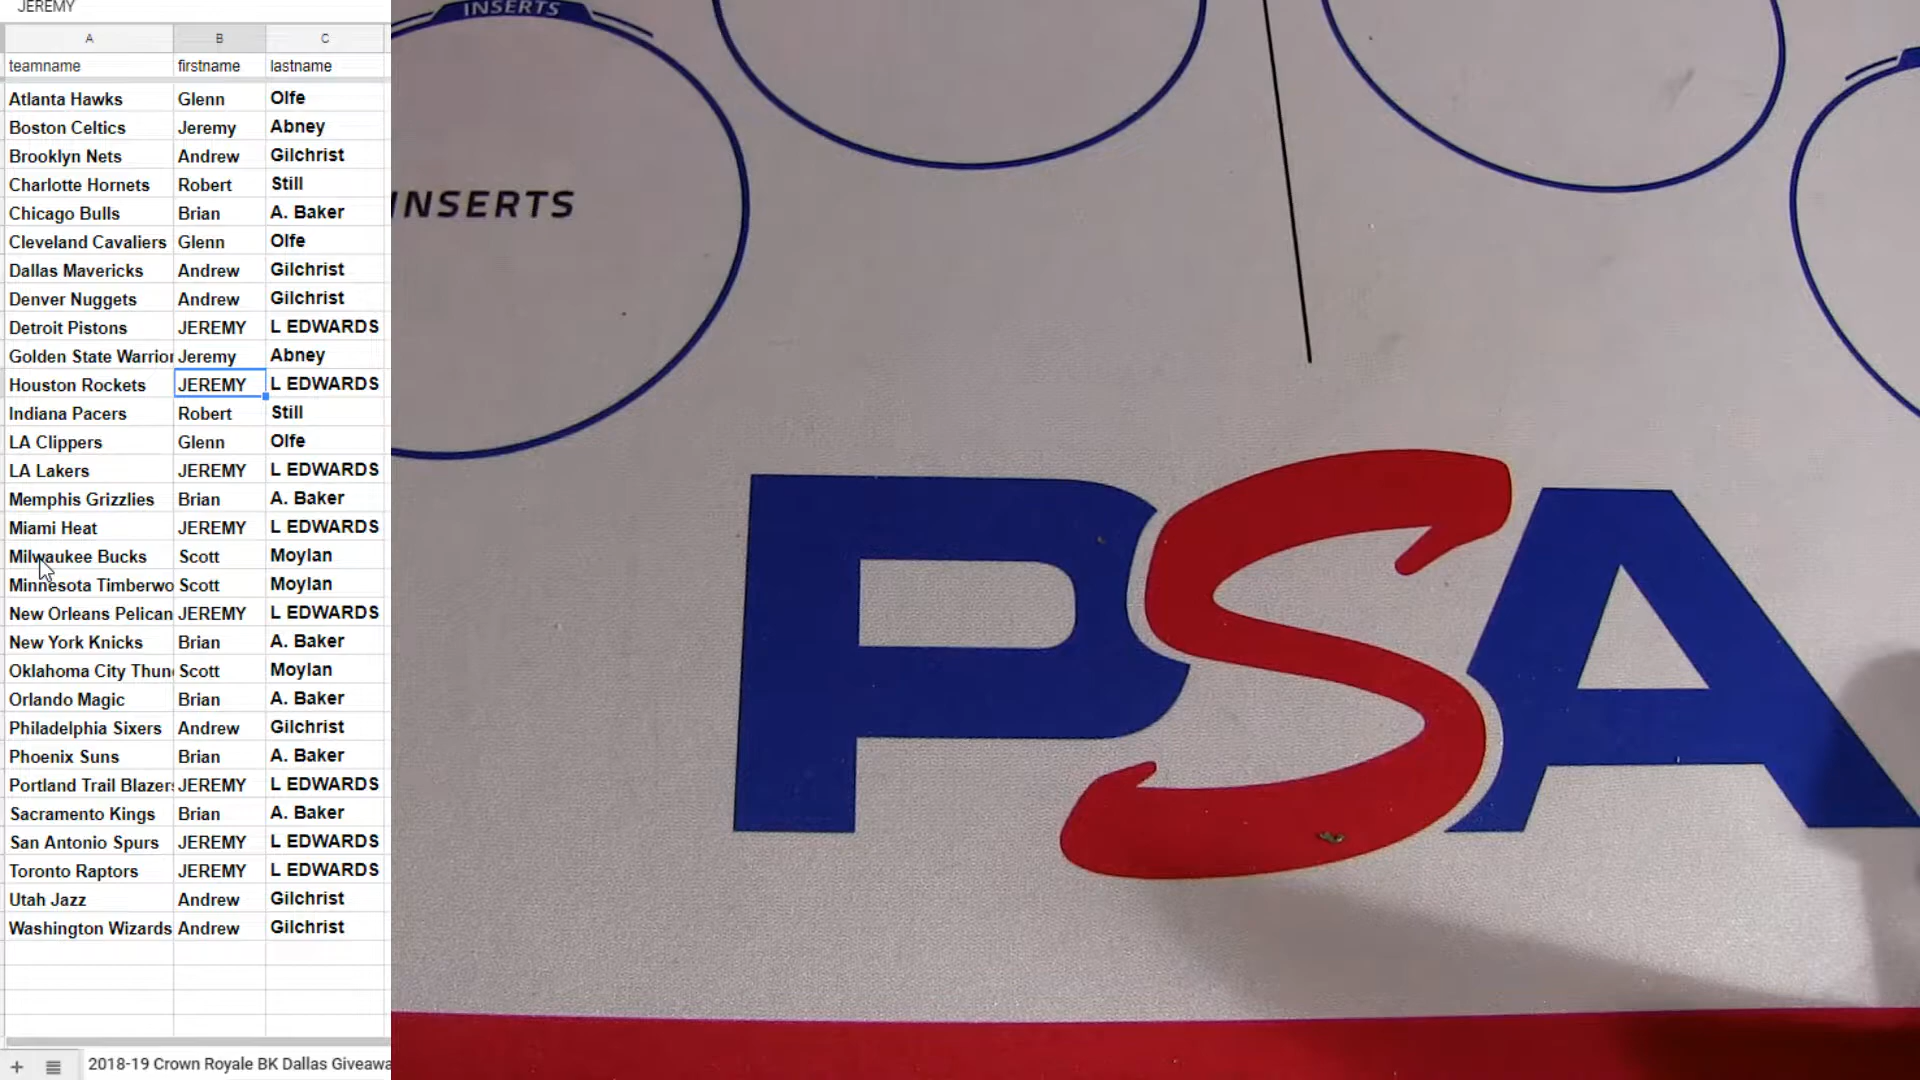 JEREMY
A B C
teamname firstname lastname
Atlanta Hawks Glenn Olfe
Boston Celtics Jeremy Abney
Brooklyn Nets Andrew Gilchrist
Charlotte Hornets Robert Still
Chicago Bulls Brian A. Baker
Cleveland Cavaliers Glenn Olfe
Dallas Mavericks Andrew Gilchrist
Denver Nuggets Andrew Gilchrist
Detroit Pistons JEREMY L EDWARDS
Golden State Warrior Jeremy Abney
Houston Rockets JEREMY L EDWARDS
Indiana Pacers Robert Still
LA Clippers Glenn Olfe
LA Lakers JEREMY L EDWARDS
Memphis Grizzlies Brian A. Baker
Miami Heat JEREMY L EDWARDS
Milwaukee Bucks Scott Moylan
Minnesota Timberwo Scott Moylan
New Orleans Pelican JEREMY L EDWARDS
New York Knicks Brian A. Baker
Oklahoma City Thun Scott Moylan
Orlando Magic Brian A. Baker
Philadelphia Sixers Andrew Gilchrist
Phoenix Suns Brian A. Baker
Portland Trail Blazers JEREMY L EDWARDS
Sacramento Kings Brian A. Baker
San Antonio Spurs JEREMY L EDWARDS
Toronto Raptors JEREMY L EDWARDS
Utah Jazz Andrew Gilchrist
Washington Wizards Andrew Gilchrist
2018-19 Crown Royale BK Dallas Giveawa
INSERTS
INSERTS
PSA